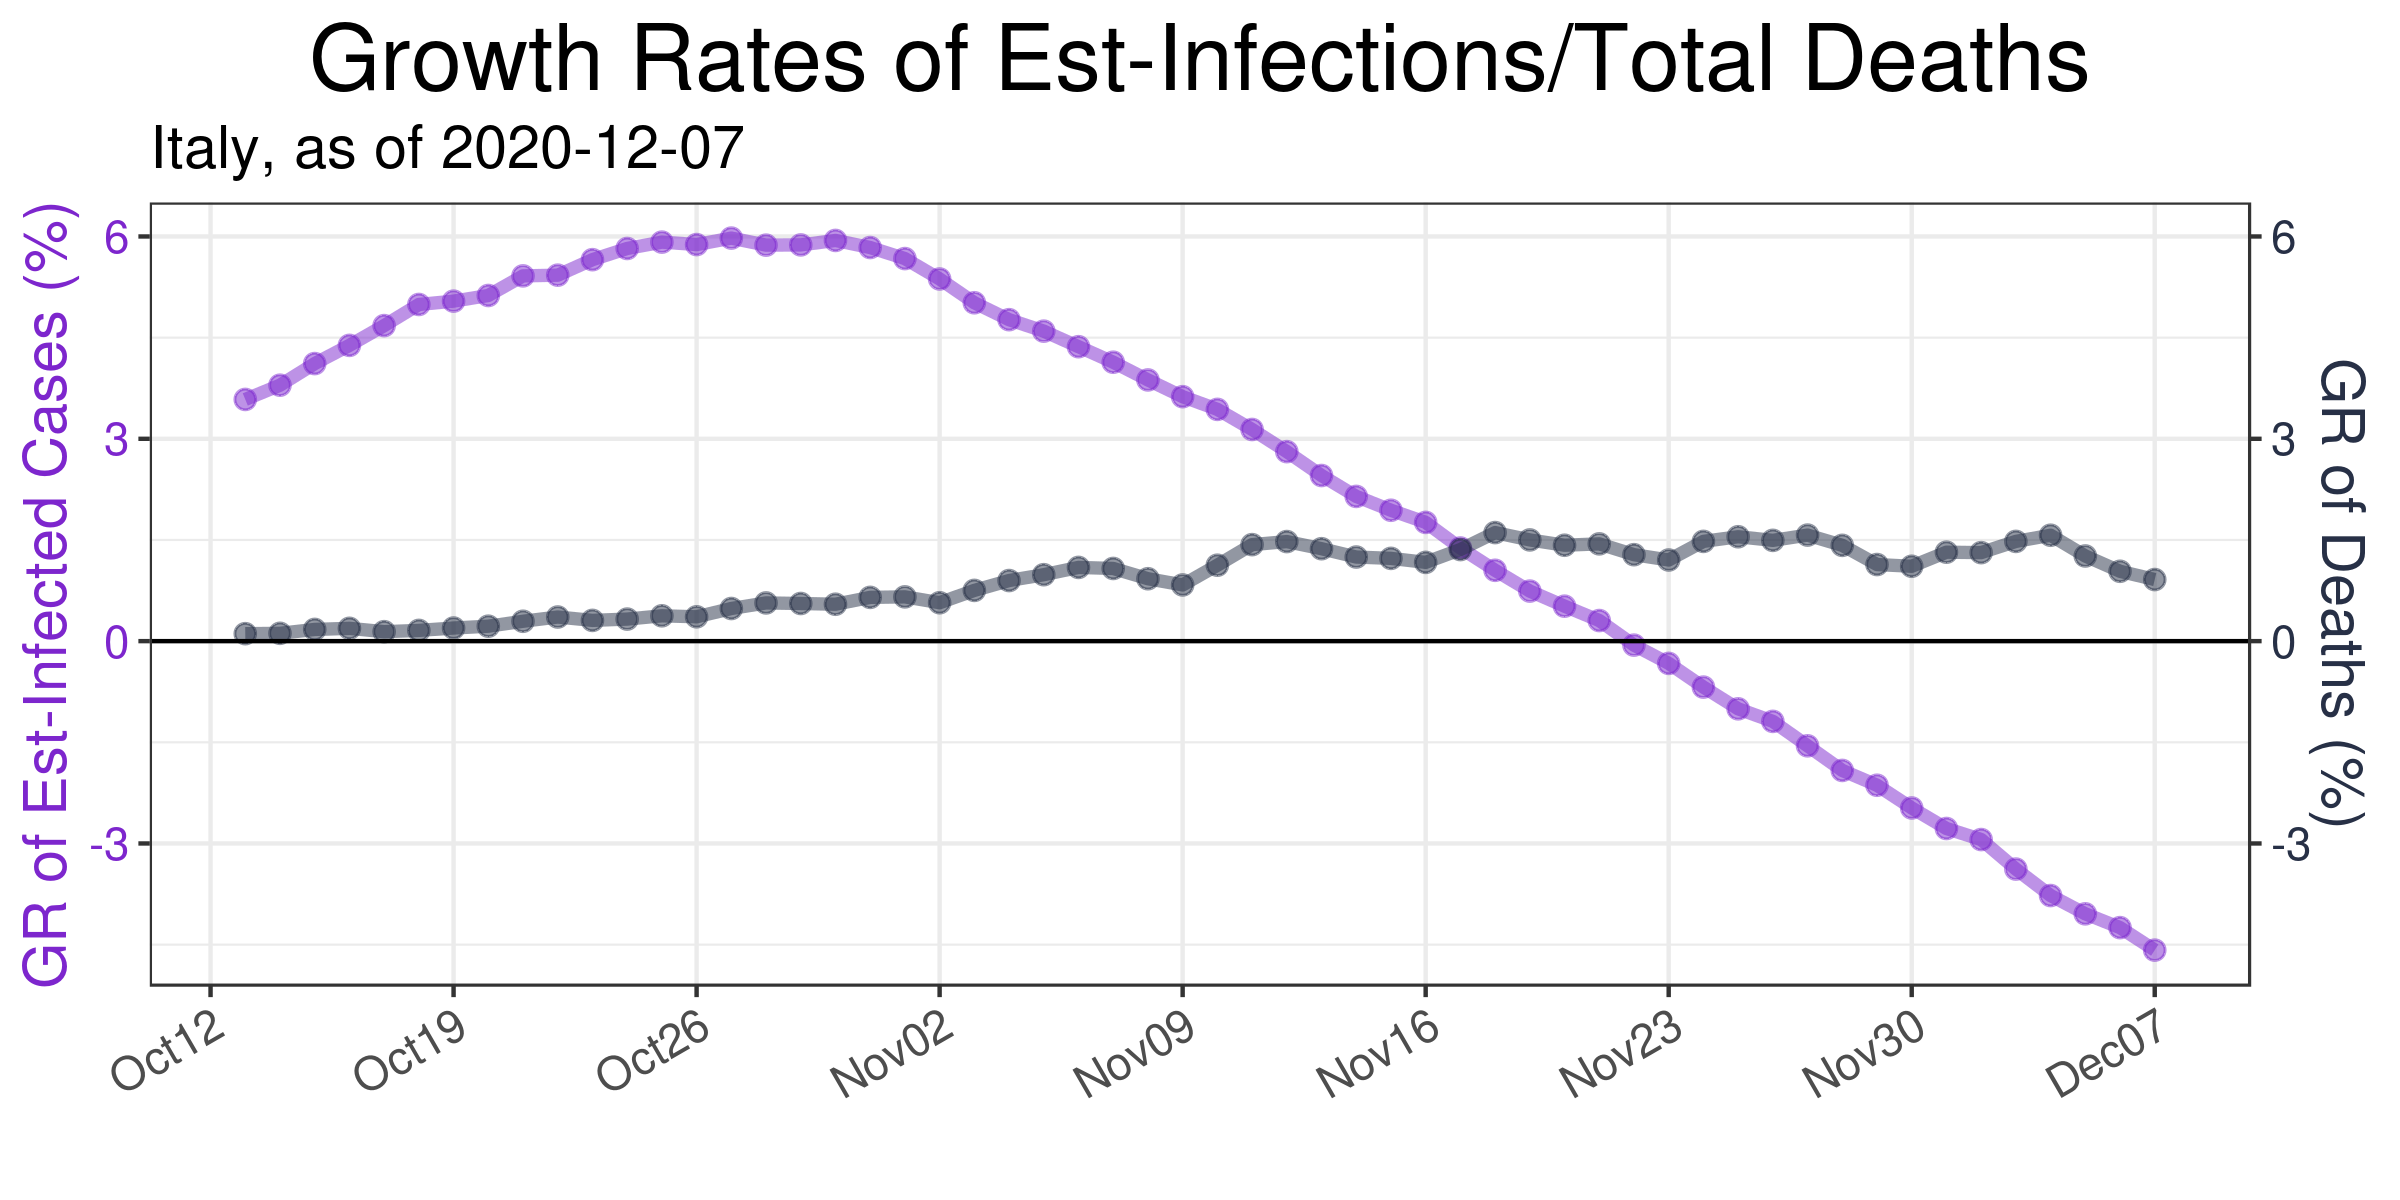 Growth Rates of Est-Infections/Total Deaths
Italy, as of 2020-12-07
GR of Est-Infected Cases (%)
6
3
0
-3
6
3
0
-3
GR of Deaths (%)
Oct12
Oct19
Oct26
Nov02
Nov09
Nov16
Nov23
Nov30
Dec07